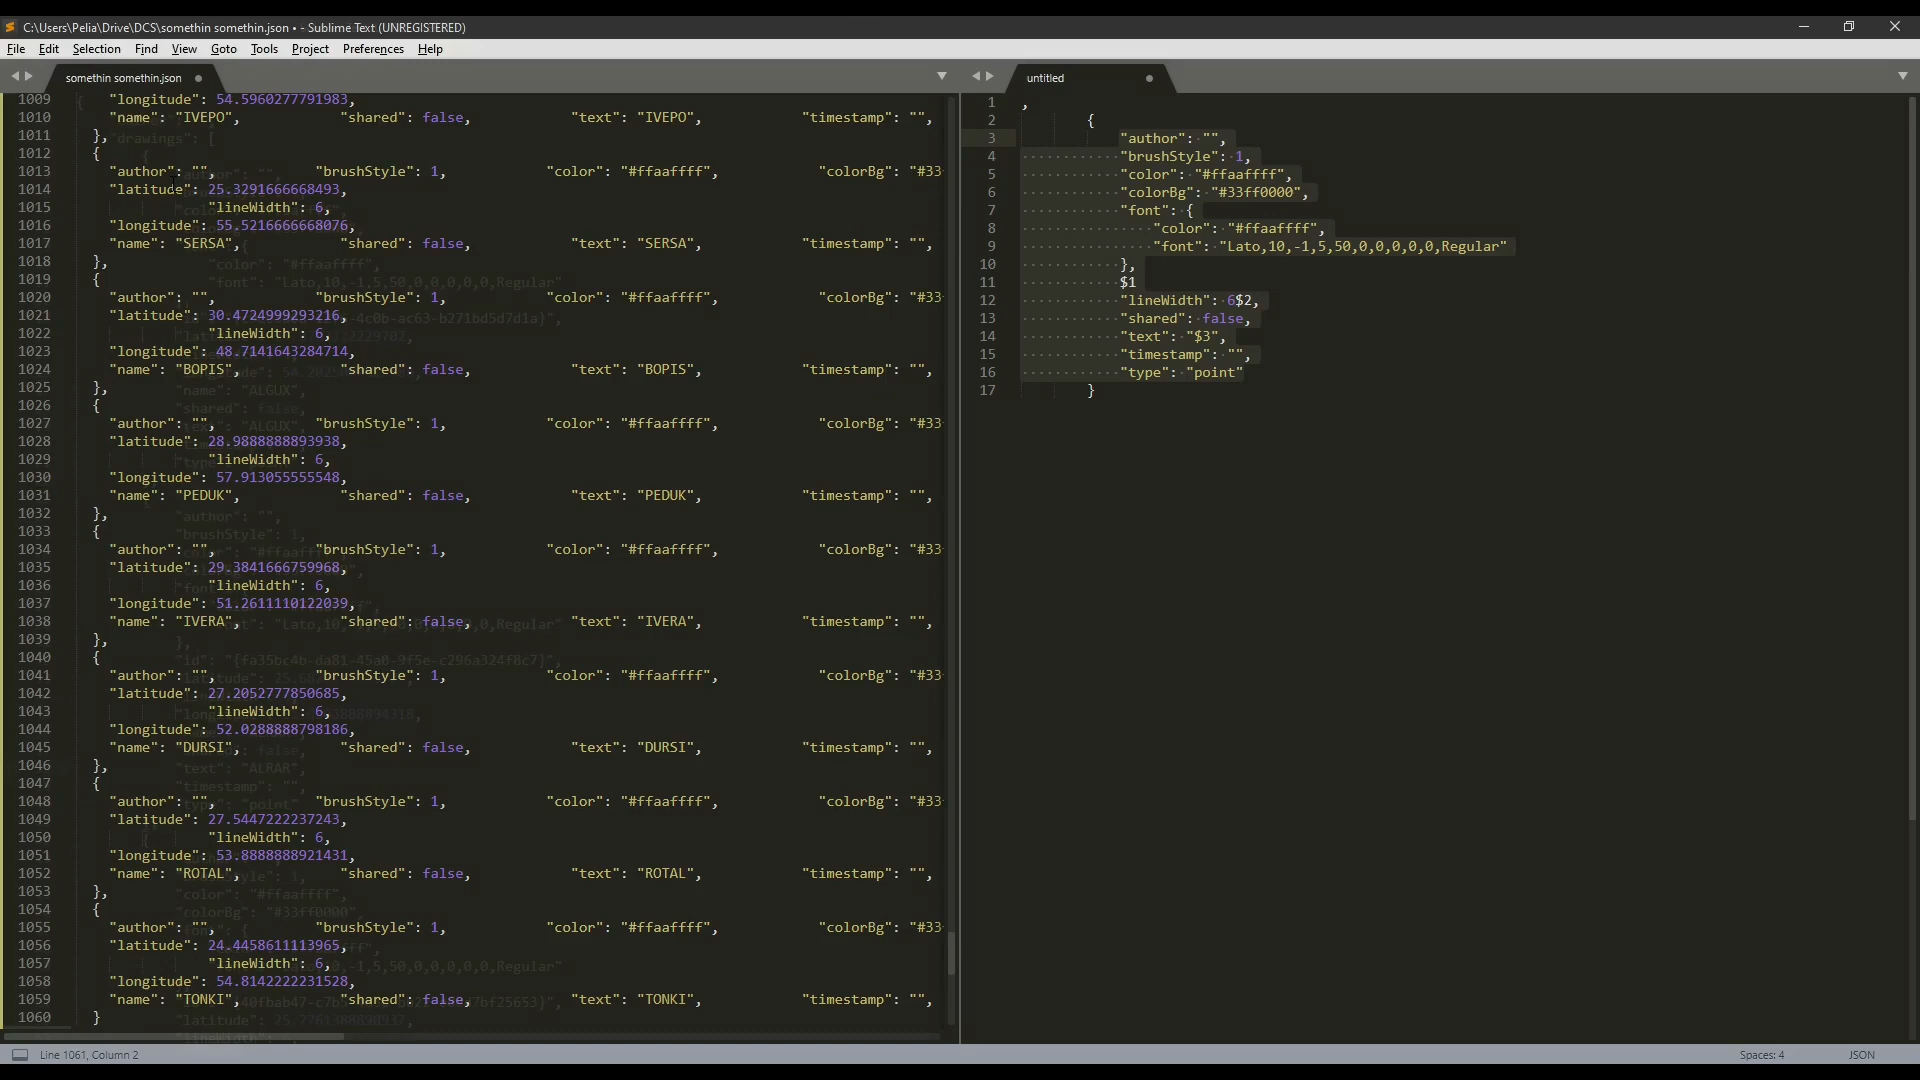 C:\Users\Pelia\Drive\DCS\somethin somethin.json • - Sublime Text (UNREGISTERED)
File Edit Selection Find View Goto Tools Project Preferences Help
somethin somethin.json
1009 "longitude": 54.5960277791983,
1010 "name": "IVEPO", "shared": false, "text": "IVEPO", "timestamp": "",
1011 },
1012 {
1013 "author": "", "brushStyle": 1, "color": "#ffaaffff", "colorBg": "#33
1014 "latitude": 25.3291666668493,
1015 "lineWidth": 6,
1016 "longitude": 55.5216666668076,
1017 "name": "SERSA", "shared": false, "text": "SERSA", "timestamp": "",
1018 },
1019 {
1020 "author": "", "brushStyle": 1, "color": "#ffaaffff", "colorBg": "#33
1021 "latitude": 30.4724999293216,
1022 "lineWidth": 6,
1023 "longitude": 48.7141643284714,
1024 "name": "BOPIS", "shared": false, "text": "BOPIS", "timestamp": "",
1025 },
1026 {
1027 "author": "", "brushStyle": 1, "color": "#ffaaffff", "colorBg": "#33
1028 "latitude": 28.9888888893938,
1029 "lineWidth": 6,
1030 "longitude": 57.913055555548,
1031 "name": "PEDUK", "shared": false, "text": "PEDUK", "timestamp": "",
1032 },
1033 {
1034 "author": "", "brushStyle": 1, "color": "#ffaaffff", "colorBg": "#33
1035 "latitude": 29.3841666759968,
1036 "lineWidth": 6,
1037 "longitude": 51.2611110122039,
1038 "name": "IVERA", "shared": false, "text": "IVERA", "timestamp": "",
1039 },
1040 {
1041 "author": "", "brushStyle": 1, "color": "#ffaaffff", "colorBg": "#33
1042 "latitude": 27.2052777850685,
1043 "lineWidth": 6,
1044 "longitude": 52.0288888798186,
1045 "name": "DURSI", "shared": false, "text": "DURSI", "timestamp": "",
1046 },
1047 {
1048 "author": "", "brushStyle": 1, "color": "#ffaaffff", "colorBg": "#33
1049 "latitude": 27.5447222237243,
1050 "lineWidth": 6,
1051 "longitude": 53.8888888921431,
1052 "name": "ROTAL", "shared": false, "text": "ROTAL", "timestamp": "",
1053 },
1054 {
1055 "author": "", "brushStyle": 1, "color": "#ffaaffff", "colorBg": "#33
1056 "latitude": 24.4458611113965,
1057 "lineWidth": 6,
1058 "longitude": 54.8142222231528,
1059 "name": "TONKI", "shared": false, "text": "TONKI", "timestamp": "",
1060 }
untitled
1 ,
2 {
3 "author": "",
4 "brushStyle": 1,
5 "color": "#ffaaffff",
6 "colorBg": "#33ff0000",
7 "font": {
8 "color": "#ffaaffff",
9 "font": "Lato,10,-1,5,50,0,0,0,0,0,Regular"
10 },
11 $1
12 "lineWidth": 6$2,
13 "shared": false,
14 "text": "$3",
15 "timestamp": "",
16 "type": "point"
17 }
Line 1061, Column 2
Spaces: 4
JSON